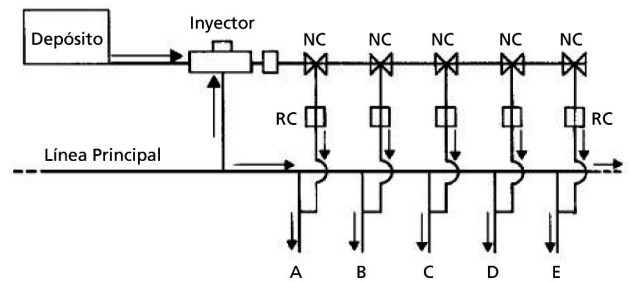 Inyector
Depósito
NC NC NC NC NC
RC RC
Línea Principal
A B C D E